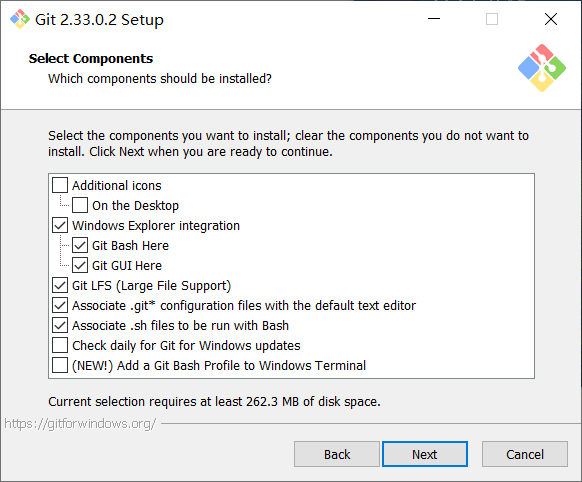 Git 2.33.0.2 Setup
Select Components
Which components should be installed?
Select the components you want to install; clear the components you do not want to
install. Click Next when you are ready to continue.
Additional icons
On the Desktop
Windows Explorer integration
Git Bash Here
Git GUI Here
Git LFS (Large File Support)
Associate .git* configuration files with the default text editor
Associate .sh files to be run with Bash
Check daily for Git for Windows updates
(NEW!) Add a Git Bash Profile to Windows Terminal
Current selection requires at least 262.3 MB of disk space.
https://gitforwindows.org/
Back
Next
Cancel